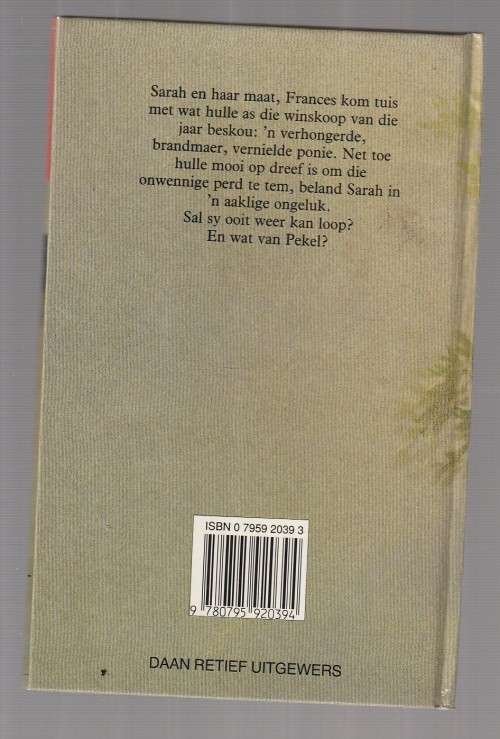 Sarah en haar maat, Frances kom tuis
met wat hulle as die winskoop van die
jaar beskou: 'n verhongerde,
brandmaer, vernielde ponie. Net toe
hulle mooi op dreef is om die
onwennige perd te tem, beland Sarah in
'n aaklige ongeluk.
Sal sy ooit weer kan loop?
En wat van Pekel?
ISBN 0 7959 2039 3
9 780795 920394
DAAN RETIEF UITGEWERS